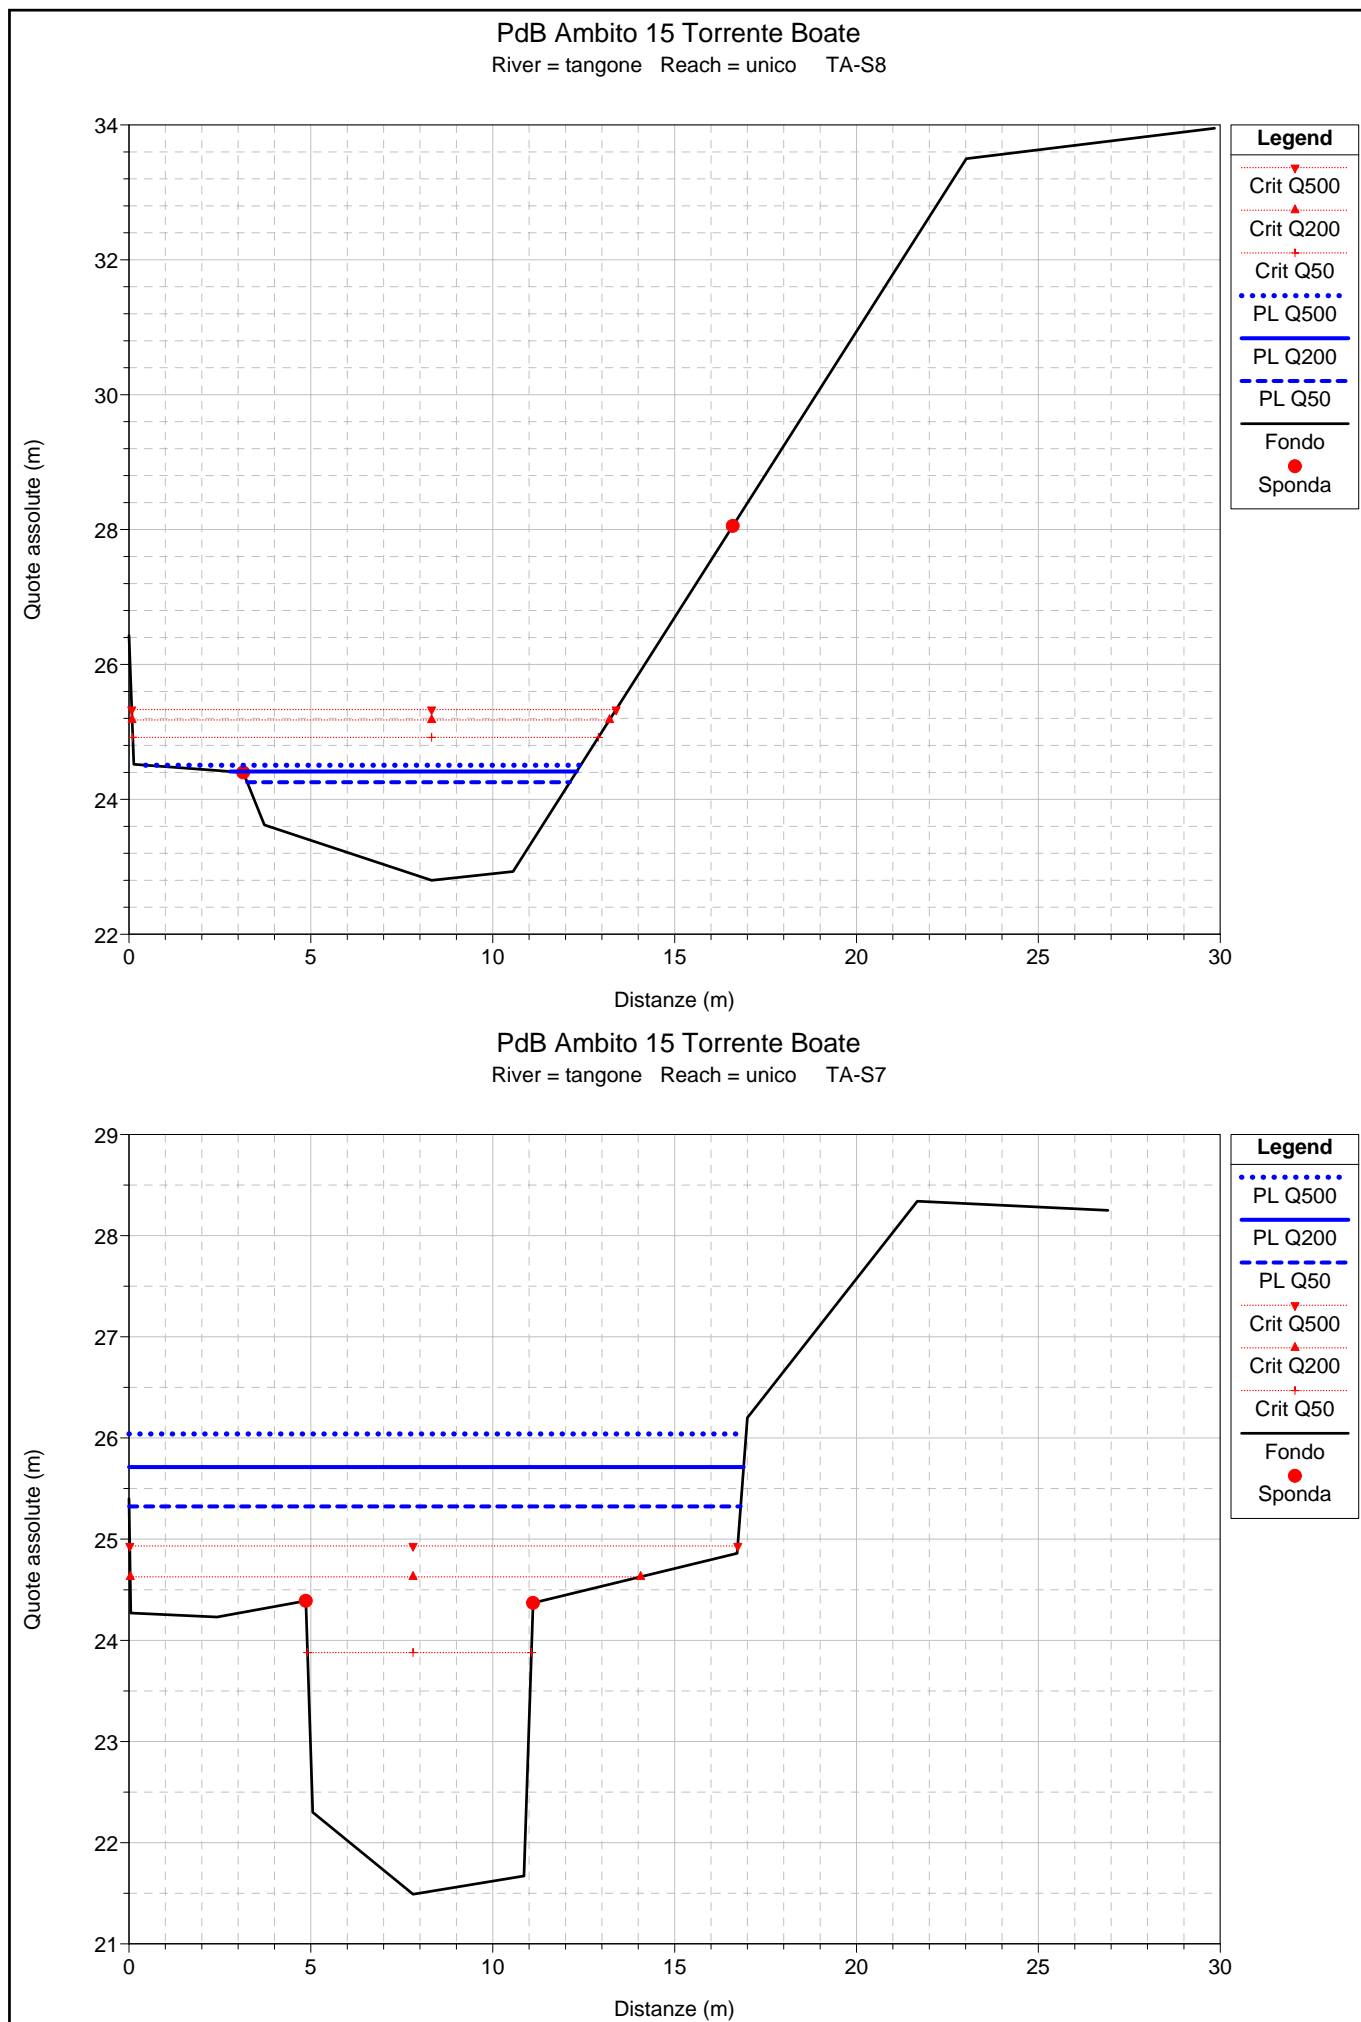 PdB Ambito 15 Torrente Boate
River = tangone Reach = unico TA-S8
34
32
30
28
26
24
22
0 5 10 15 20 25 30
Quote assolute (m)
Distanze (m)
Legend
Crit Q500
Crit Q200
Crit Q50
PL Q500
PL Q200
PL Q50
Fondo
Sponda
PdB Ambito 15 Torrente Boate
River = tangone Reach = unico TA-S7
29
28
27
26
25
24
23
22
21
0 5 10 15 20 25 30
Quote assolute (m)
Distanze (m)
Legend
PL Q500
PL Q200
PL Q50
Crit Q500
Crit Q200
Crit Q50
Fondo
Sponda